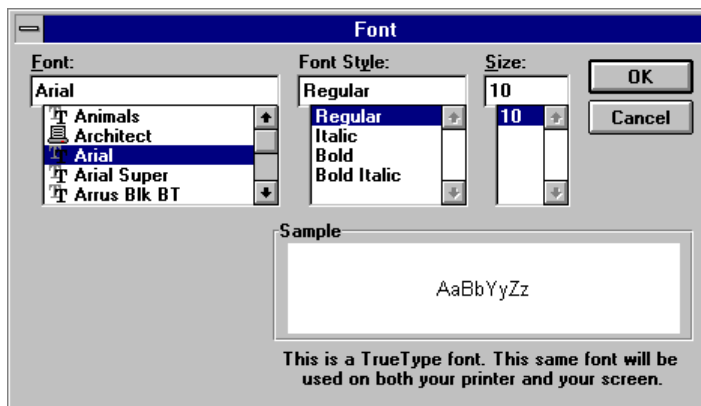 Font
Font: Font Style: Size:
Arial Regular 10 OK
Animals Regular 10 Cancel
Architect Italic
Arial Bold
Arial Super Bold Italic
Arrus Blk BT
Sample
AaBbYyZz
This is a TrueType font. This same font will be
used on both your printer and your screen.